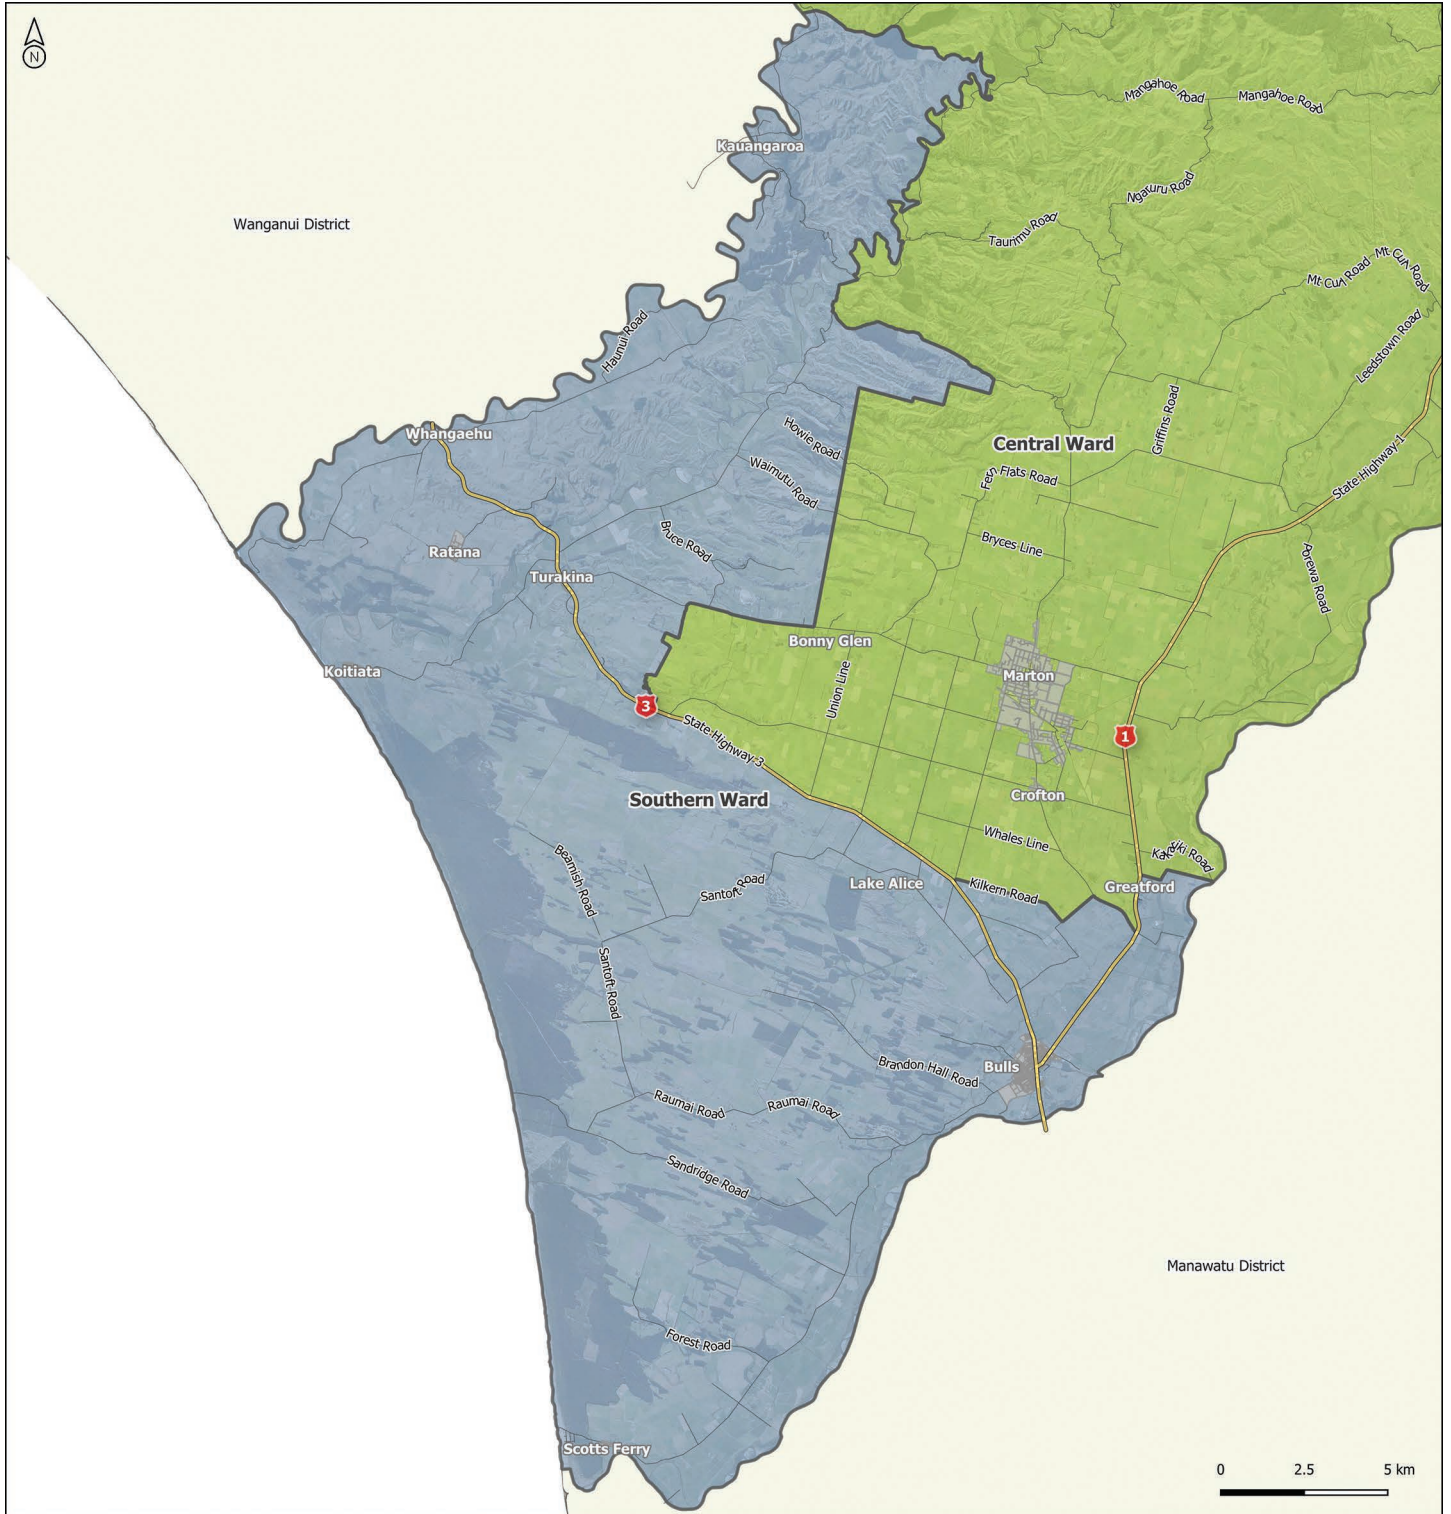 N
Mangahoe Road
Mangahoe Road
Kauangaroa
Ngaruru Road
Wanganui District
Taurimu Road
Mt Curl Road
Mt Curl Road
Haunui Road
Leedstown Road
Whangaehu
Howie Road
Griffins Road
Central Ward
State Highway 1
Waimutu Road
Fern Flats Road
Bruce Road
Bryces Line
Ratana
Turakina
Porewa Road
Bonny Glen
Koitiata
Union Line
Marton
3
State Highway 3
1
Southern Ward
Crofton
Whales Line
Kakariki Road
Beamish Road
Santoft Road
Lake Alice
Kilkern Road
Greatford
Santoft Road
Bulls
Brandon Hall Road
Raumai Road
Raumai Road
Sandridge Road
Manawatu District
Forest Road
Scotts Ferry
0 2.5 5 km